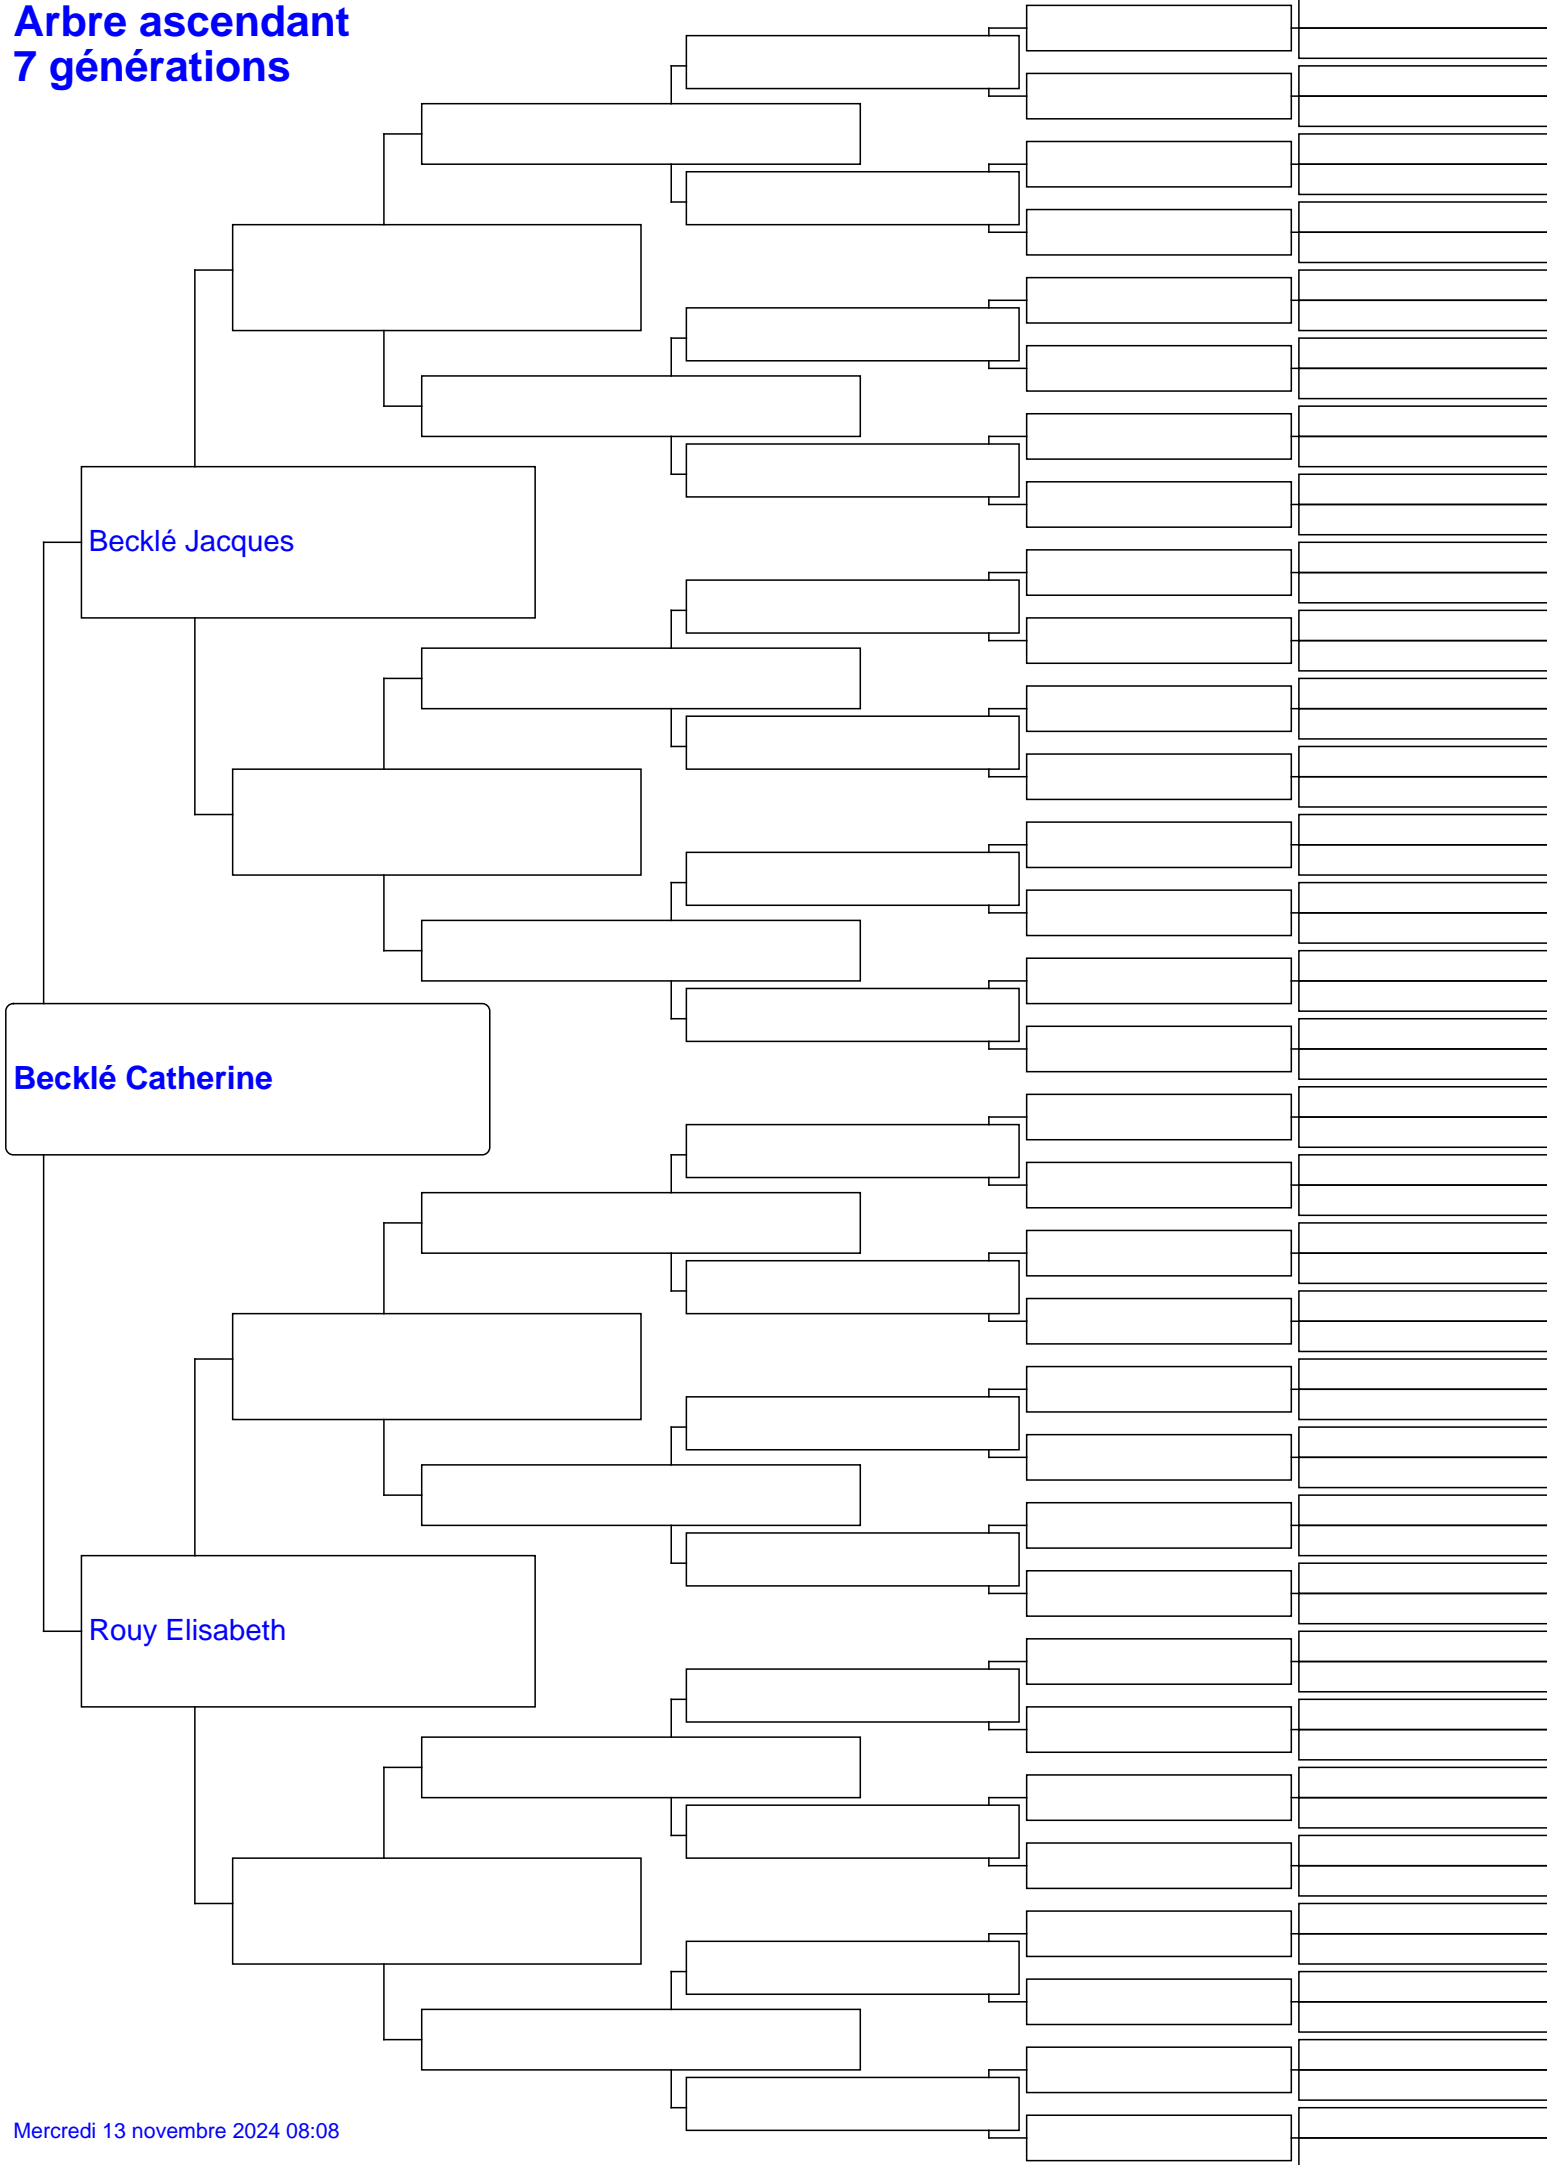 Arbre ascendant
7 générations
Becklé Jacques
Becklé Catherine
Rouy Elisabeth
Mercredi 13 novembre 2024 08:08